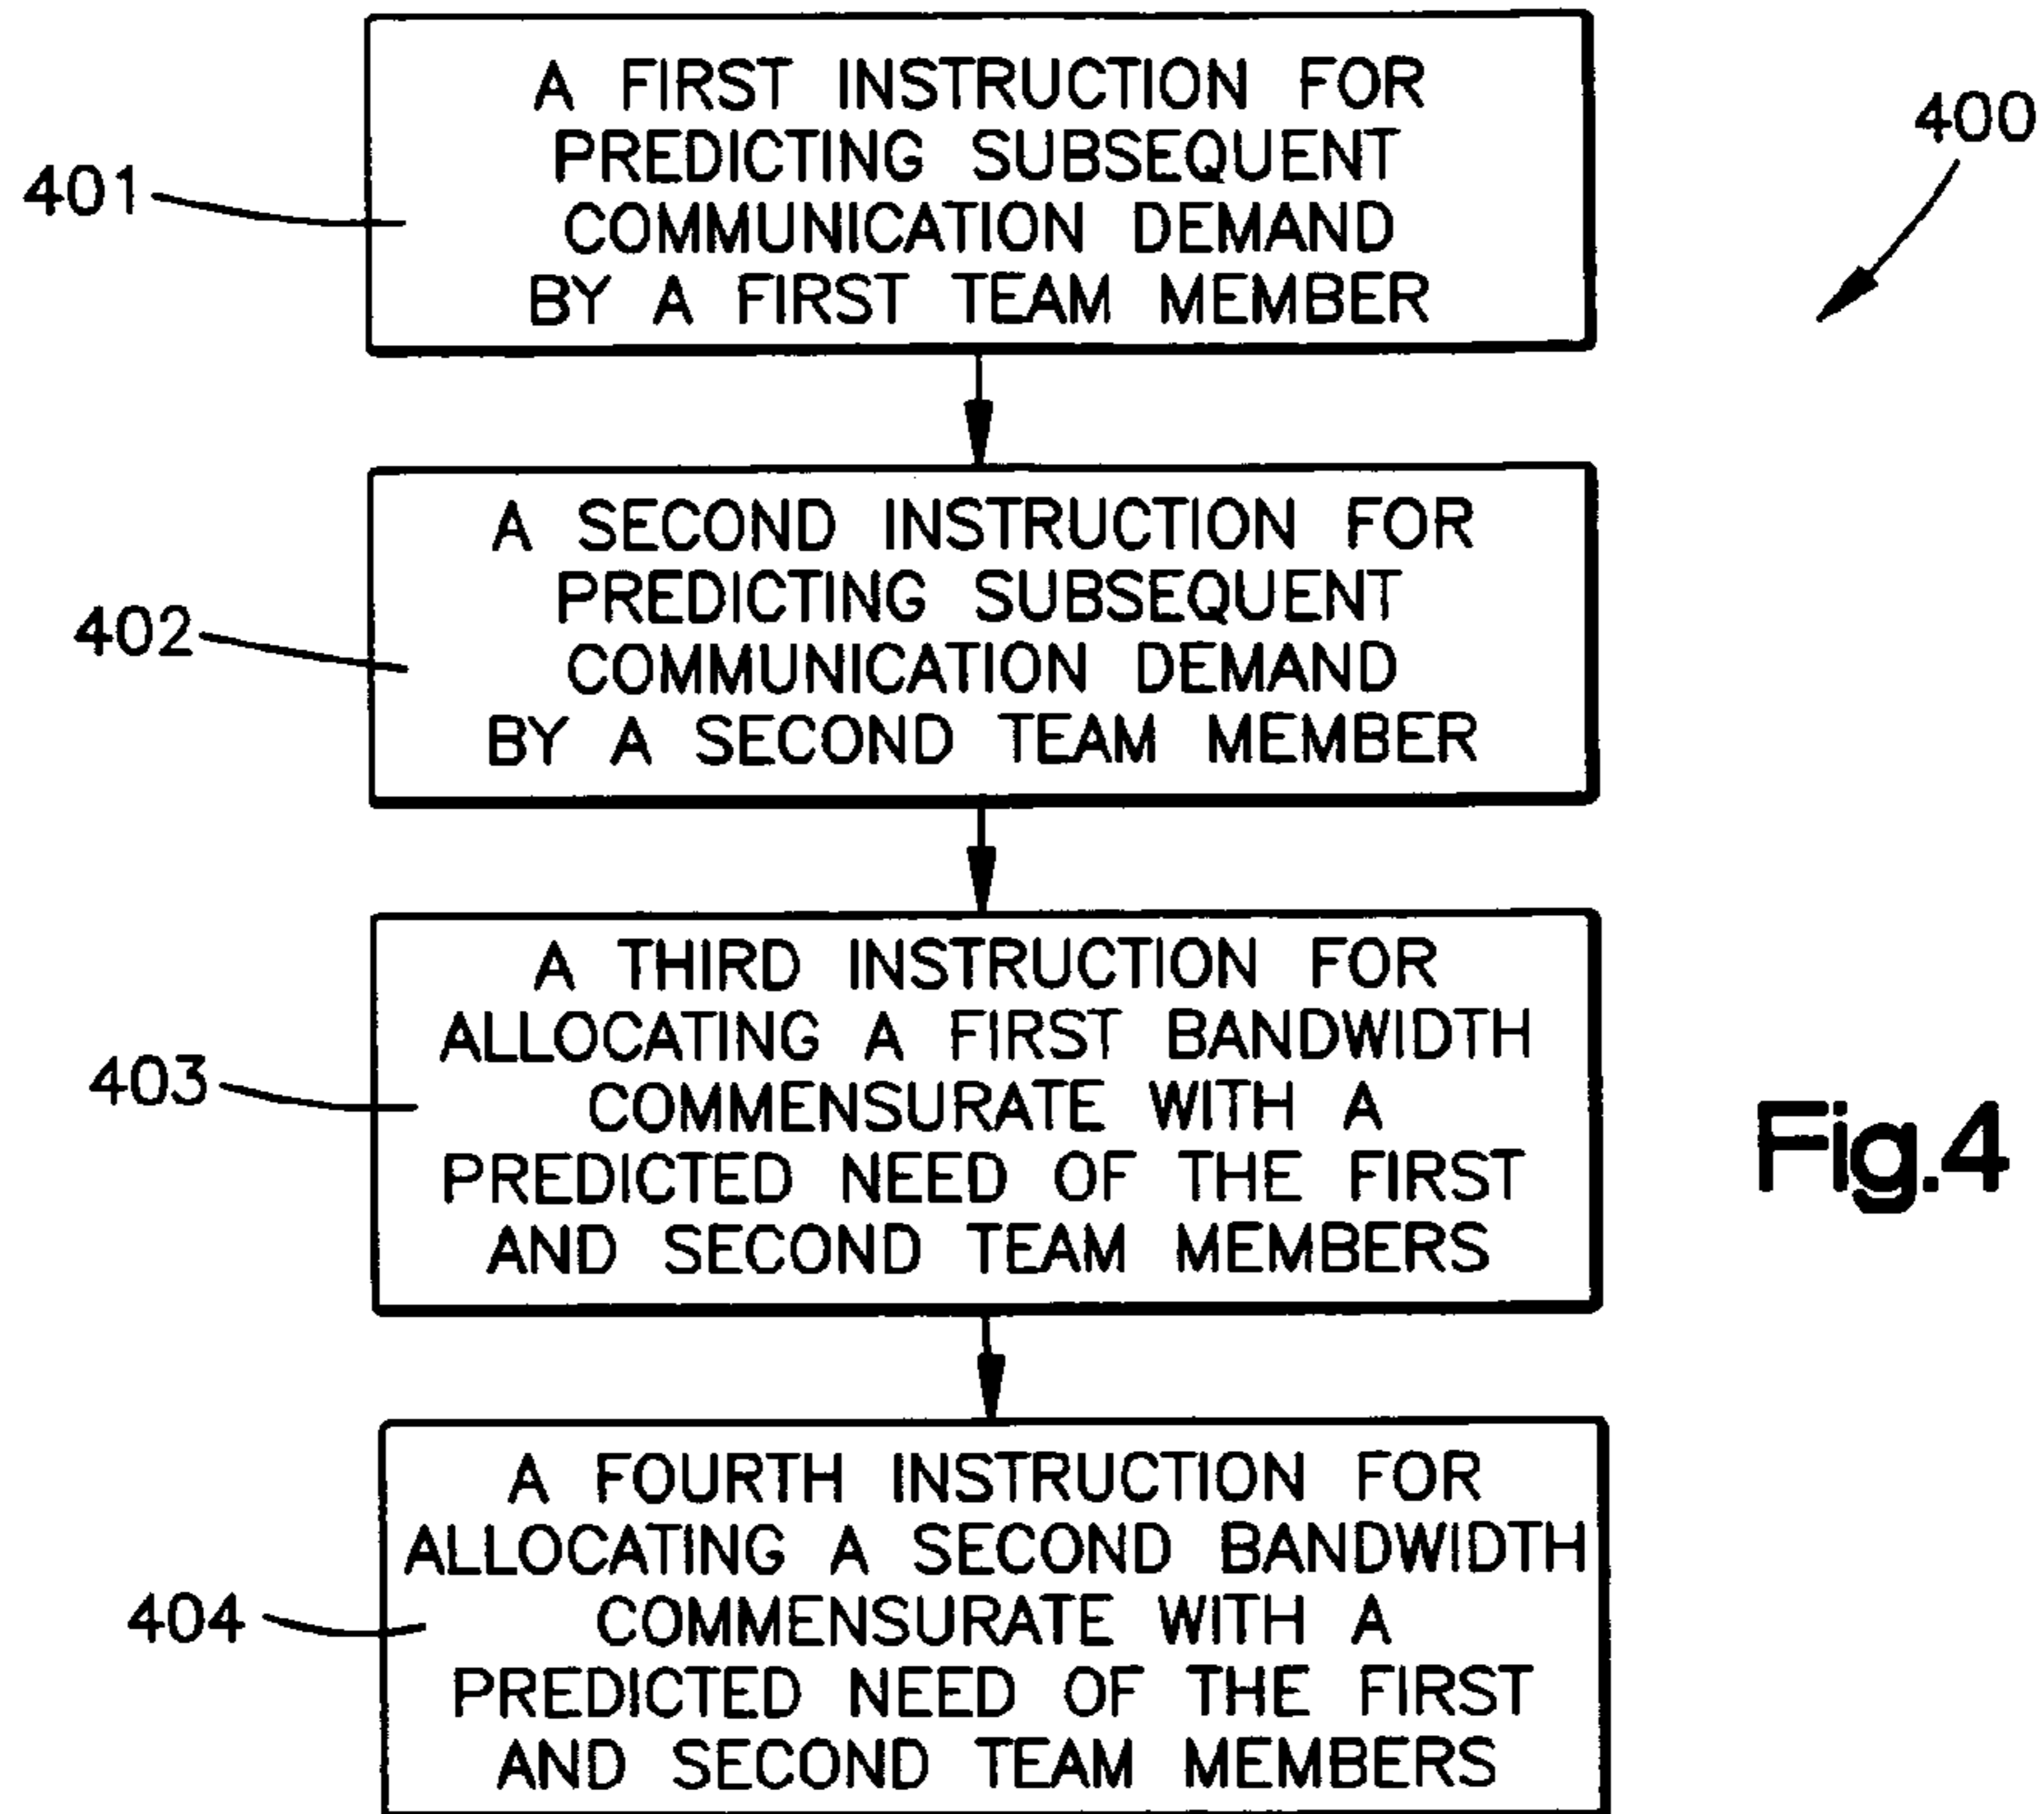 A FIRST INSTRUCTION FOR
PREDICTING SUBSEQUENT
COMMUNICATION DEMAND
BY A FIRST TEAM MEMBER
400
401
A SECOND INSTRUCTION FOR
PREDICTING SUBSEQUENT
COMMUNICATION DEMAND
BY A SECOND TEAM MEMBER
402
A THIRD INSTRUCTION FOR
ALLOCATING A FIRST BANDWIDTH
COMMENSURATE WITH A
PREDICTED NEED OF THE FIRST
AND SECOND TEAM MEMBERS
403
Fig.4
A FOURTH INSTRUCTION FOR
ALLOCATING A SECOND BANDWIDTH
COMMENSURATE WITH A
PREDICTED NEED OF THE FIRST
AND SECOND TEAM MEMBERS
404